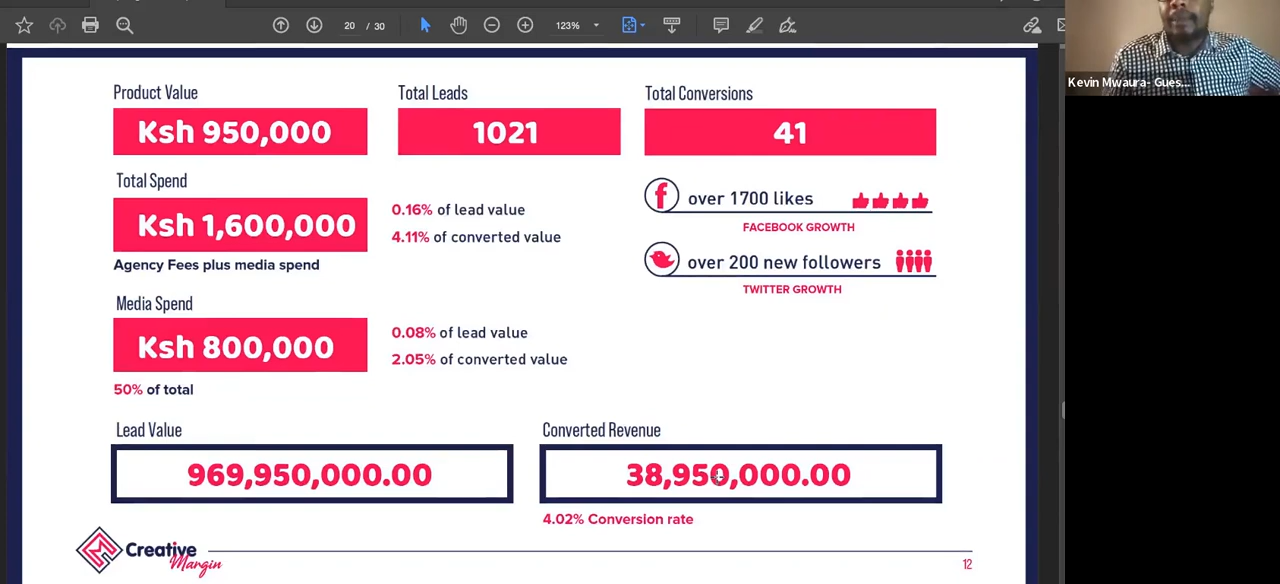 20 / 30
123%
Kevin Mwaura- Gues...
Product Value
Total Leads
Total Conversions
Ksh 950,000
1021
41
Total Spend
Ksh 1,600,000
0.16% of lead value
4.11% of converted value
Agency Fees plus media spend
over 1700 likes
FACEBOOK GROWTH
over 200 new followers
TWITTER GROWTH
Media Spend
Ksh 800,000
0.08% of lead value
2.05% of converted value
50% of total
Lead Value
Converted Revenue
969,950,000.00
38,950,000.00
4.02% Conversion rate
Creative
Margin
12